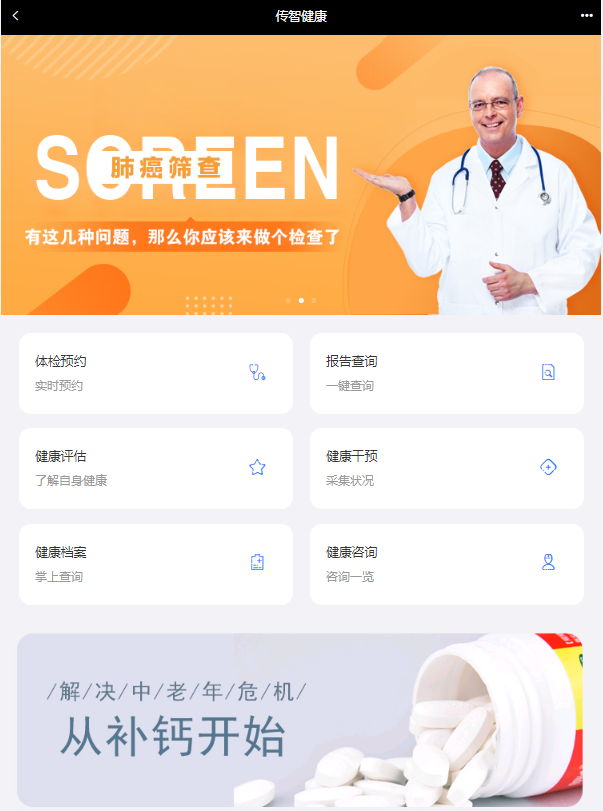 传智健康
SCREEN
肺癌筛查
有这几种问题，那么你应该来做个检查了
体检预约
实时预约
报告查询
一键查询
健康评估
了解自身健康
健康干预
采集状况
健康档案
掌上查询
健康咨询
咨询一览
/解/决/中/老/年/危/机/
从补钙开始